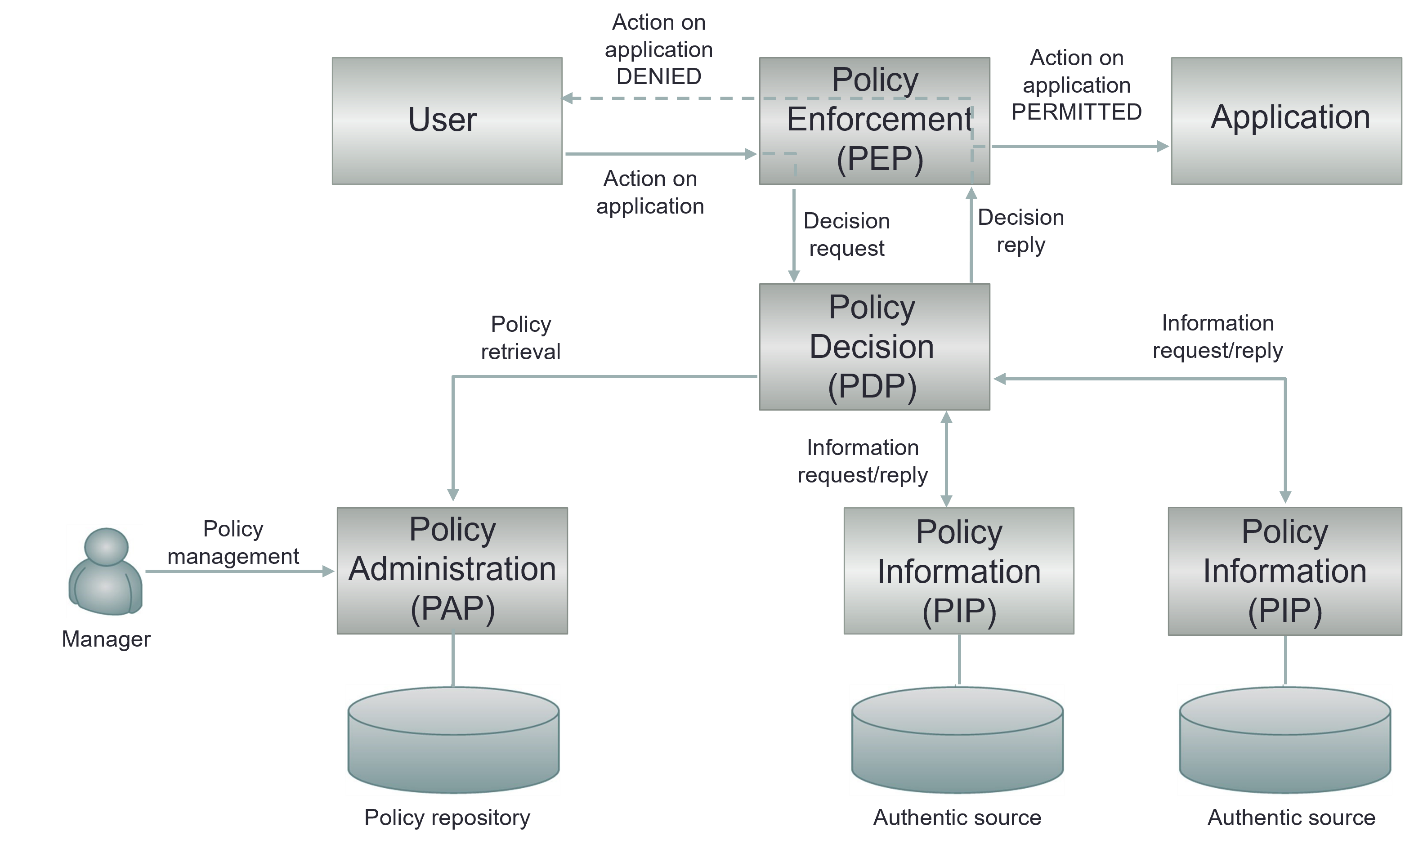 Action on
application
DENIED
User
Policy
Enforcement
(PEP)
Action on
application
PERMITTED
Application
Action on
application
Decision
request
Decision
reply
Policy
retrieval
Policy
Decision
(PDP)
Information
request/reply
Information
request/reply
Policy
management
Manager
Policy
Administration
(PAP)
Policy
Information
(PIP)
Policy
Information
(PIP)
Policy repository
Authentic source
Authentic source